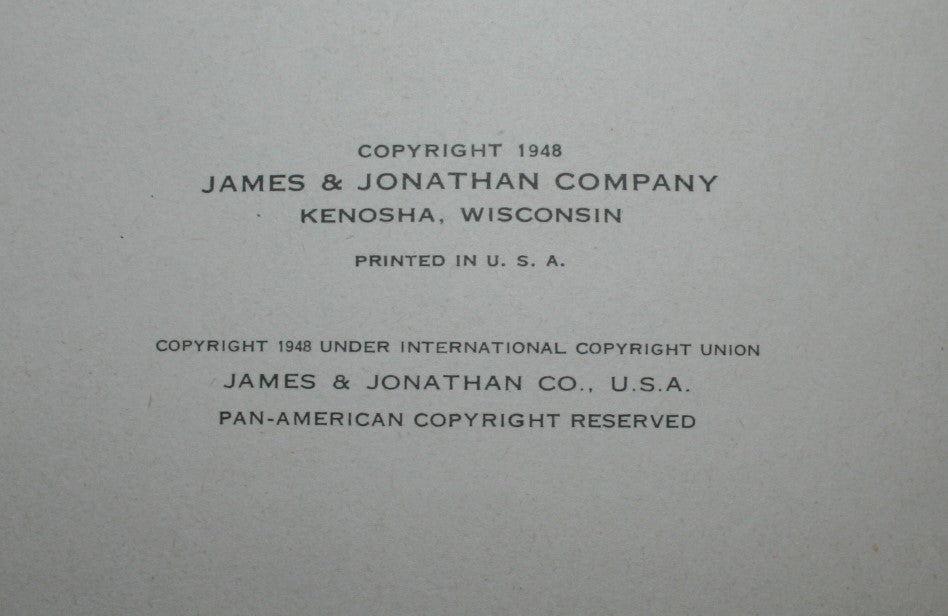 COPYRIGHT 1948
JAMES & JONATHAN COMPANY
KENOSHA, WISCONSIN
PRINTED IN U. S. A.
COPYRIGHT 1948 UNDER INTERNATIONAL COPYRIGHT UNION
JAMES & JONATHAN CO., U.S.A.
PAN-AMERICAN COPYRIGHT RESERVED